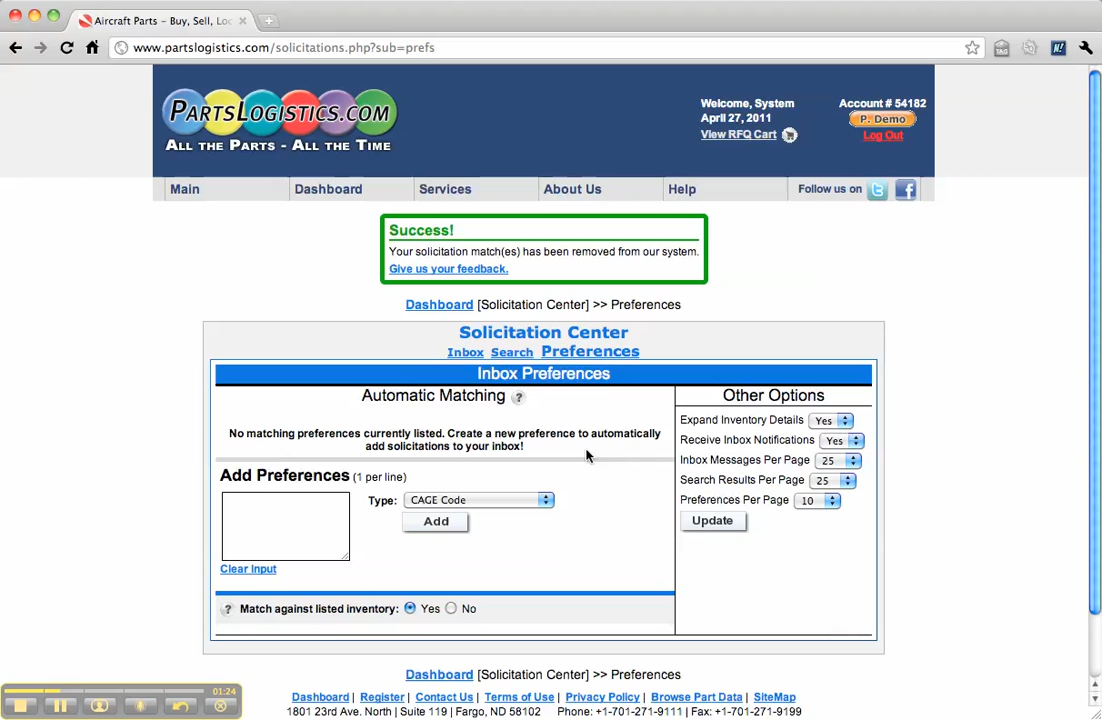 Aircraft Parts – Buy, Sell, Loc
www.partslogistics.com/solicitations.php?sub=prefs
TAG
N!
PARTSLOGISTICS.COM
ALL THE PARTS - ALL THE TIME
Welcome, System
April 27, 2011
View RFQ Cart
Account # 54182
P. Demo
Log Out
Main Dashboard Services About Us Help Follow us on
Success!
Your solicitation match(es) has been removed from our system.
Give us your feedback.
Dashboard [Solicitation Center] >> Preferences
Solicitation Center
Inbox Search Preferences
Inbox Preferences
Automatic Matching ?
No matching preferences currently listed. Create a new preference to automatically
add solicitations to your inbox!
Add Preferences (1 per line)
Type: CAGE Code
Add
Clear Input
? Match against listed inventory: Yes No
Other Options
Expand Inventory Details Yes
Receive Inbox Notifications Yes
Inbox Messages Per Page 25
Search Results Per Page 25
Preferences Per Page 10
Update
Dashboard [Solicitation Center] >> Preferences
Dashboard | Register | Contact Us | Terms of Use | Privacy Policy | Browse Part Data | SiteMap
1801 23rd Ave. North | Suite 119 | Fargo, ND 58102 Phone: +1-701-271-9111 | Fax: +1-701-271-9199
01:24